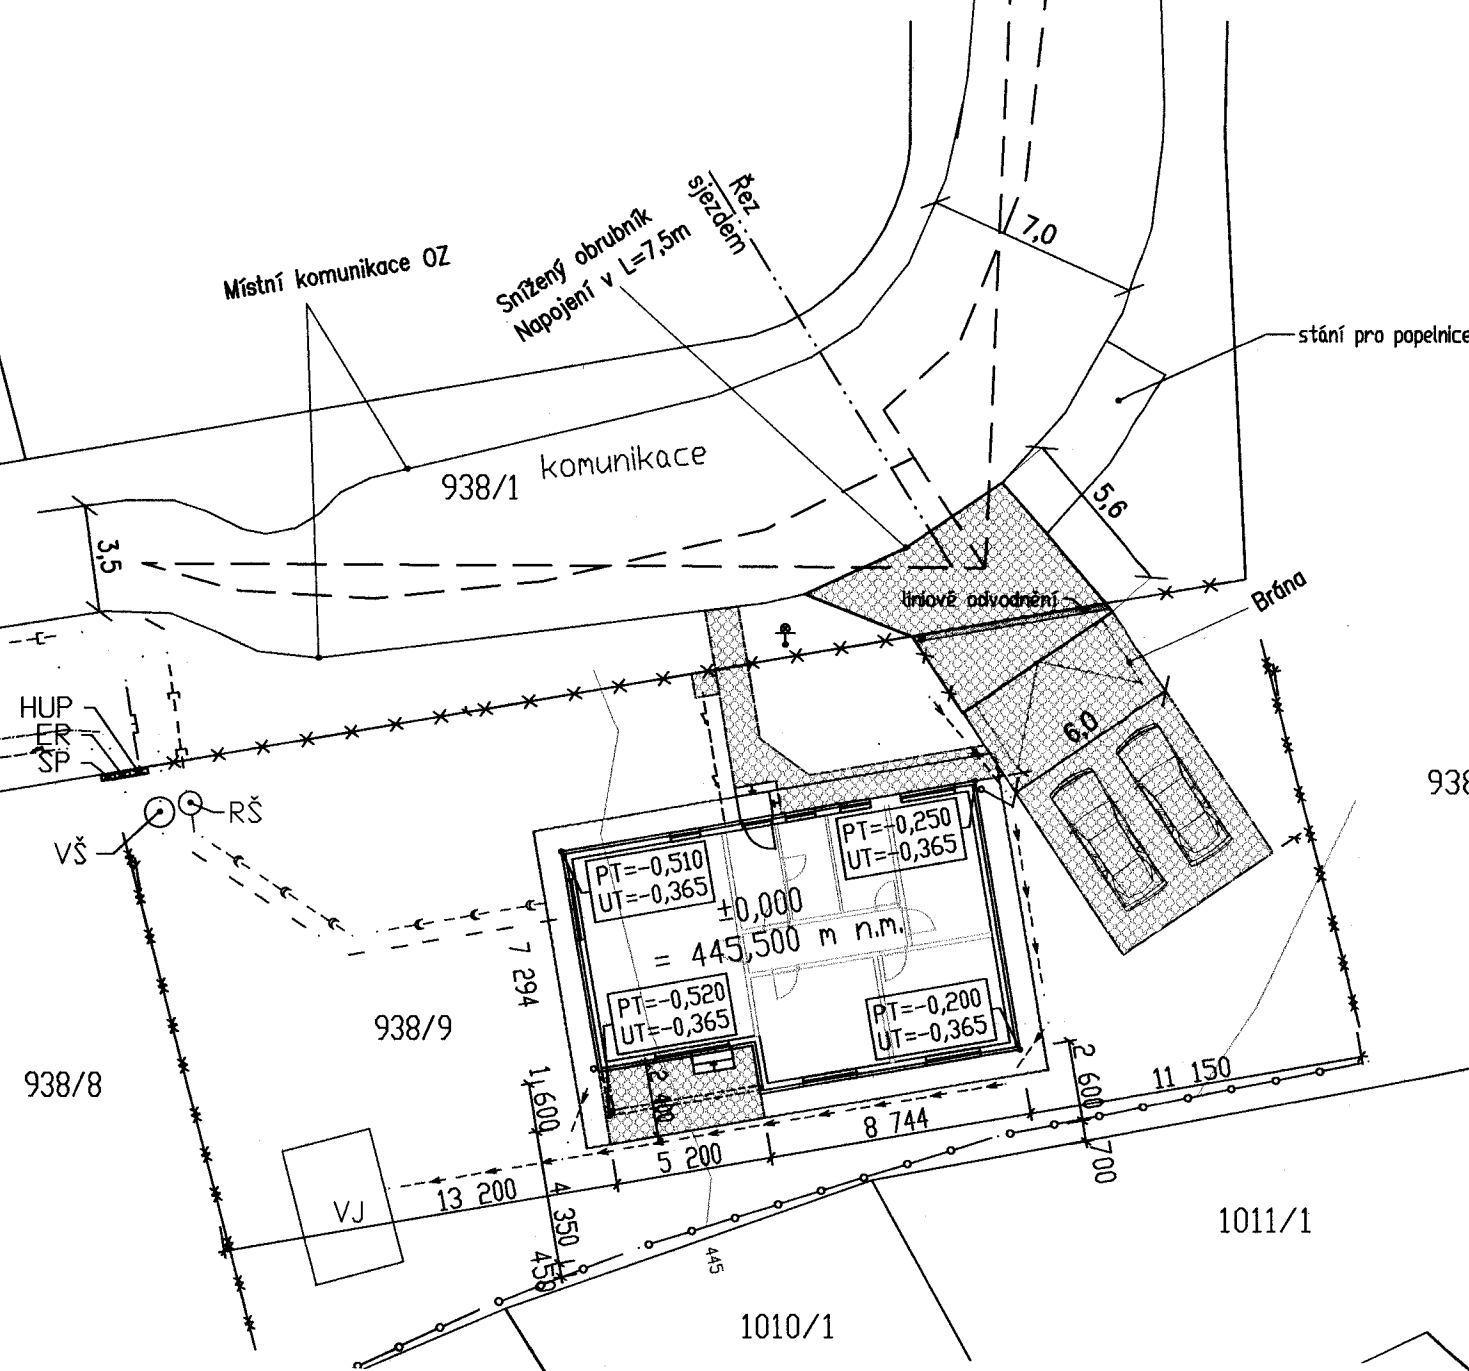 Řez
sjezdem
Snížený obrubník
Napojení v L=7,5m
Místní komunikace OZ
7,0
stání pro popelnice
komunikace
938/1
5,6
3,5
liniově odvodnění
Brána
HUP
ER
SP
RŠ
VŠ
6,0
938
PT=-0,250
UT=-0,365
PT=-0,510
UT=-0,365
±0,000
= 445,500 m n.m.
7 294
PT=-0,520
UT=-0,365
PT=-0,200
UT=-0,365
938/9
938/8
1 600
2 400
2 600
11 150
8 744
5 200
13 200
700
VJ
4 350
450
445
1011/1
1010/1